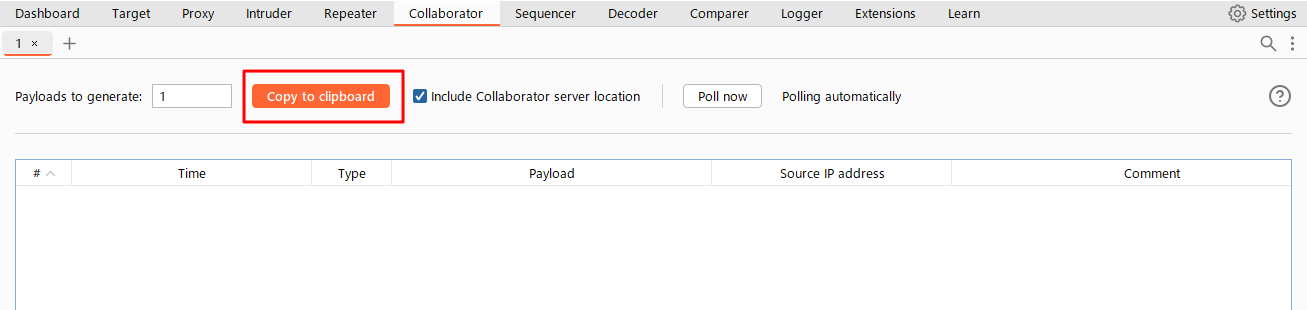 Dashboard Target Proxy Intruder Repeater Collaborator Sequencer Decoder Comparer Logger Extensions Learn Settings
1 × +
Payloads to generate: 1 Copy to clipboard Include Collaborator server location Poll now Polling automatically ?
# Time Type Payload Source IP address Comment